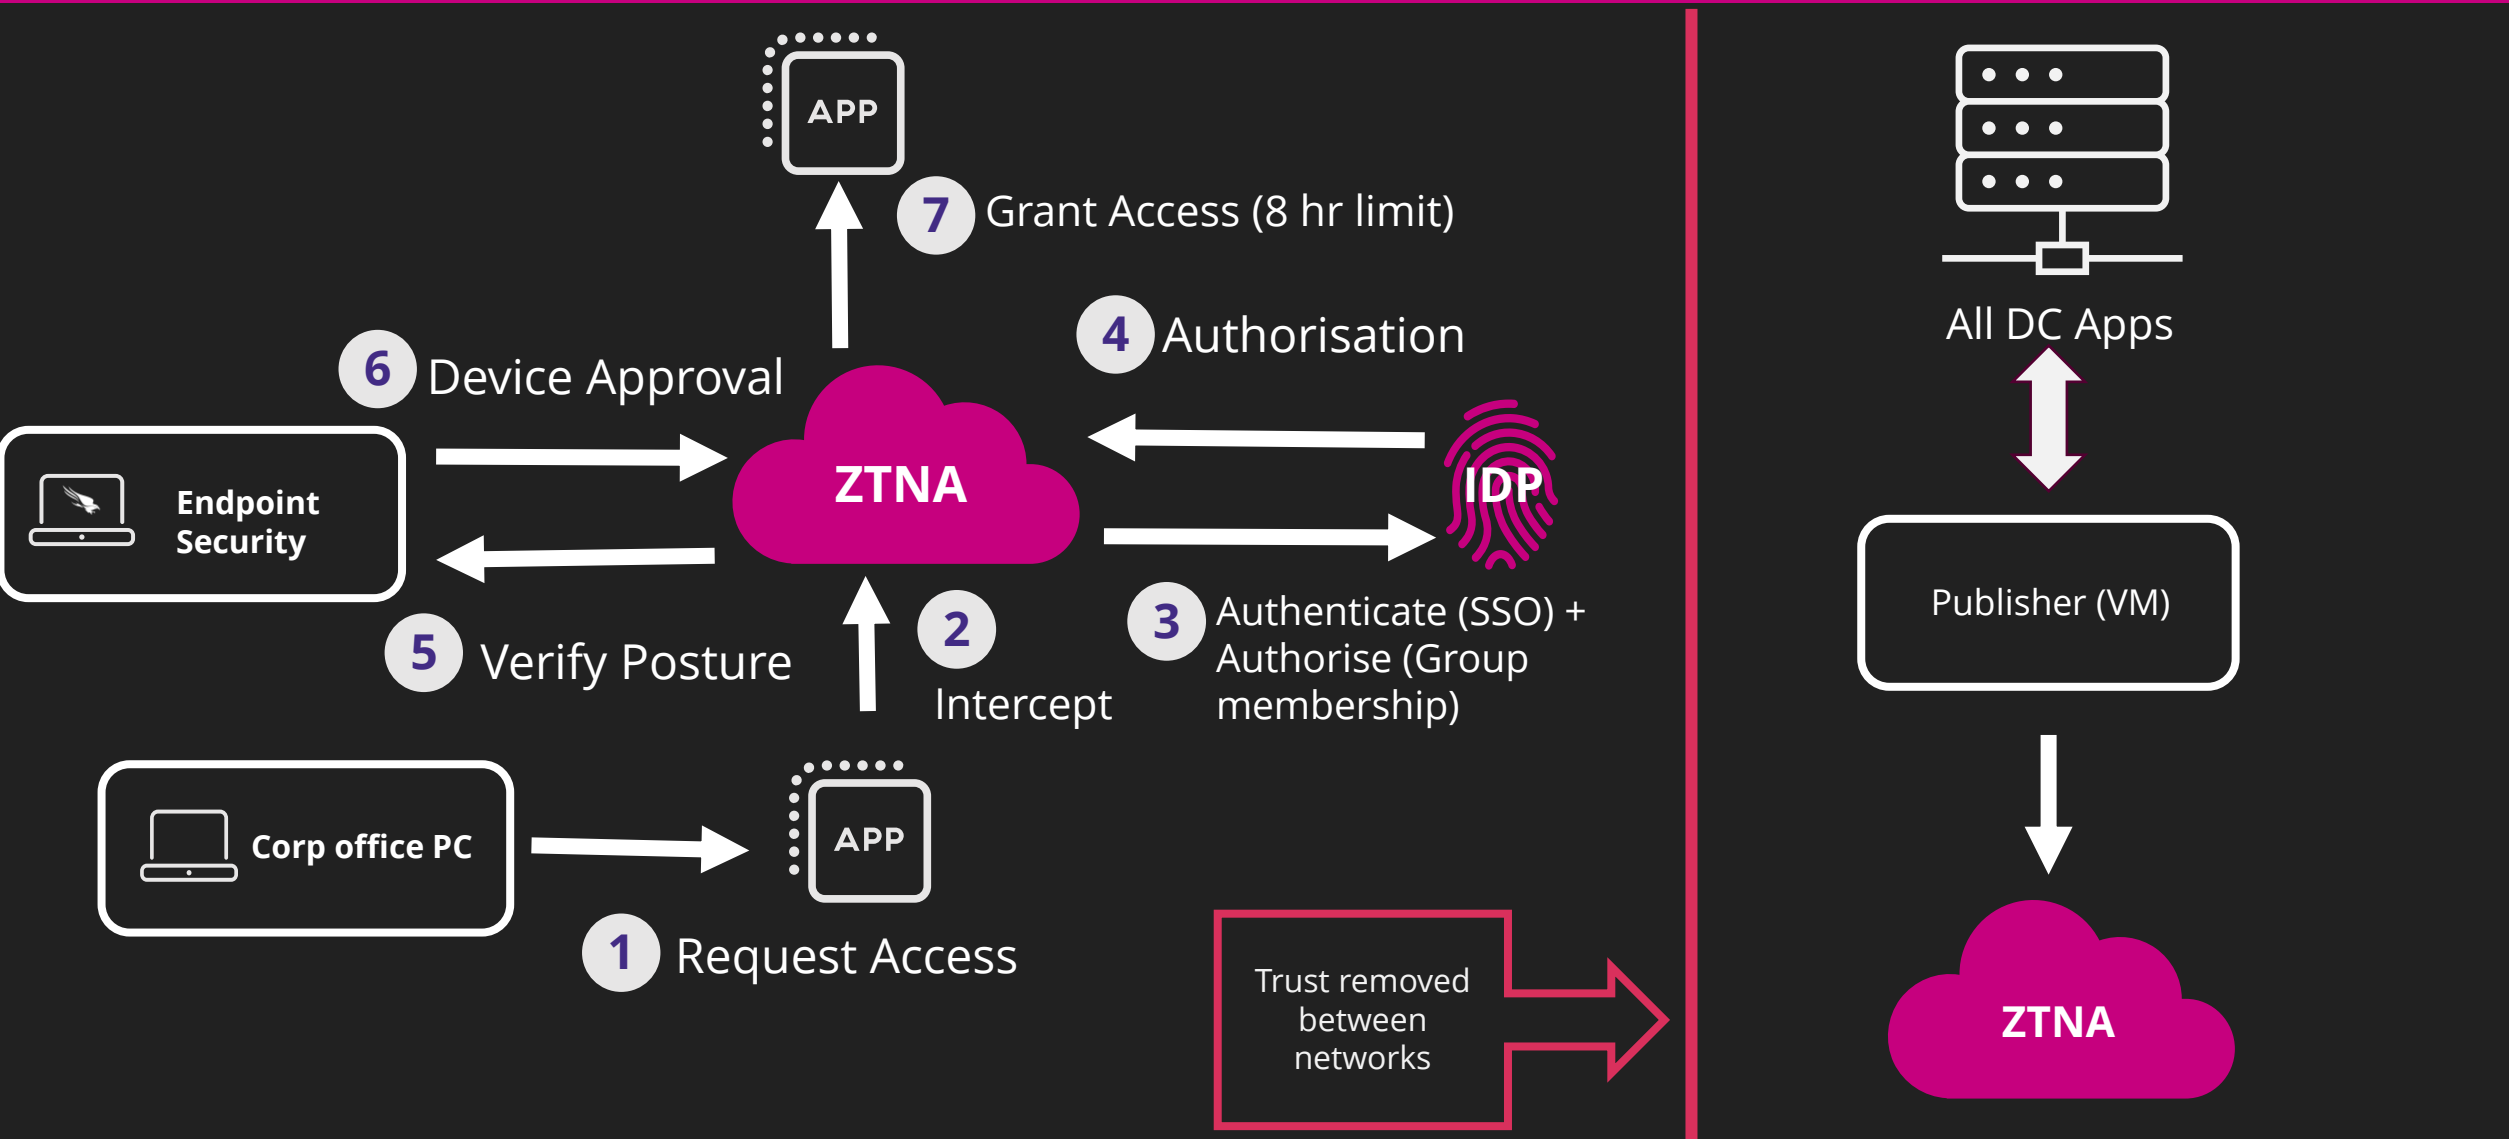 APP
7
Grant Access (8 hr limit)
4
Authorisation
6
Device Approval
ZTNA
IDP
Endpoint
Security
2
Intercept
3
Authenticate (SSO) +
Authorise (Group
membership)
5
Verify Posture
Corp office PC
APP
1
Request Access
Trust removed
between
networks
All DC Apps
Publisher (VM)
ZTNA